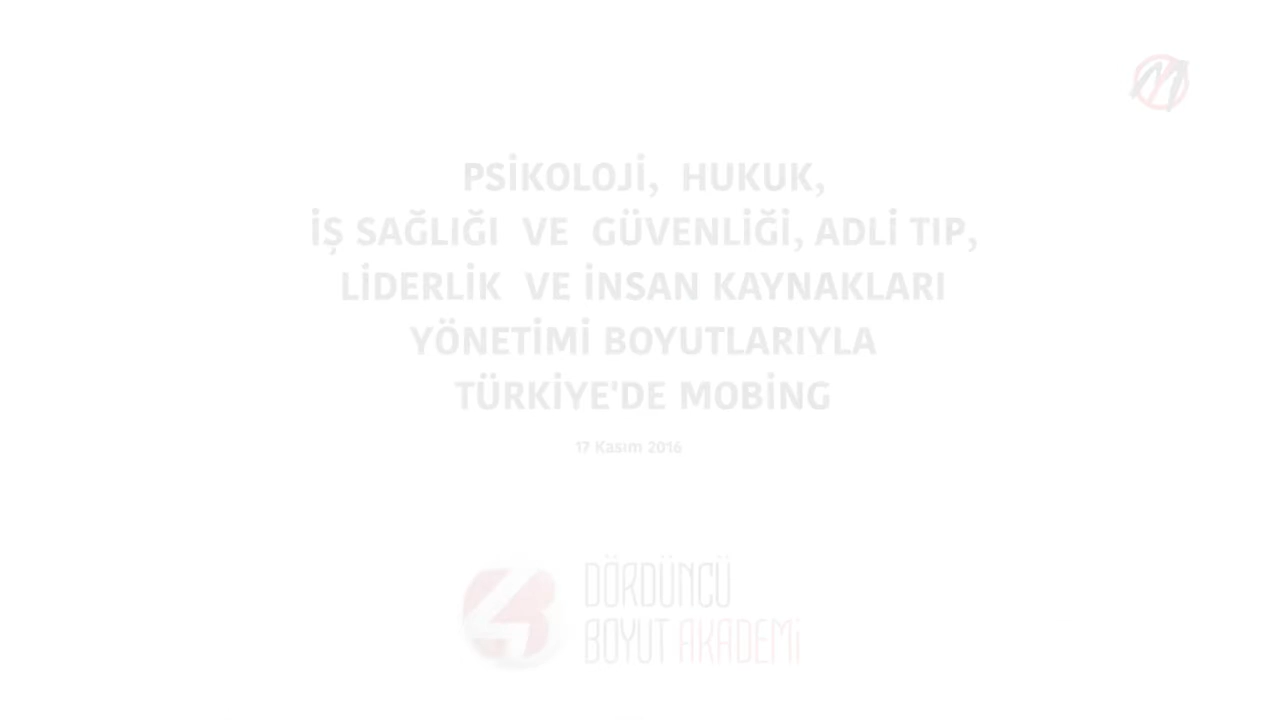 PSİKOLOJİ, HUKUK,
İŞ SAĞLIĞI VE GÜVENLİĞİ, ADLİ TIP,
LİDERLİK VE İNSAN KAYNAKLARI
YÖNETİMİ BOYUTLARIYLA
TÜRKİYE'DE MOBİNG
17 Kasım 2016
DÖRDÜNCÜ
BOYUT AKADEMİ